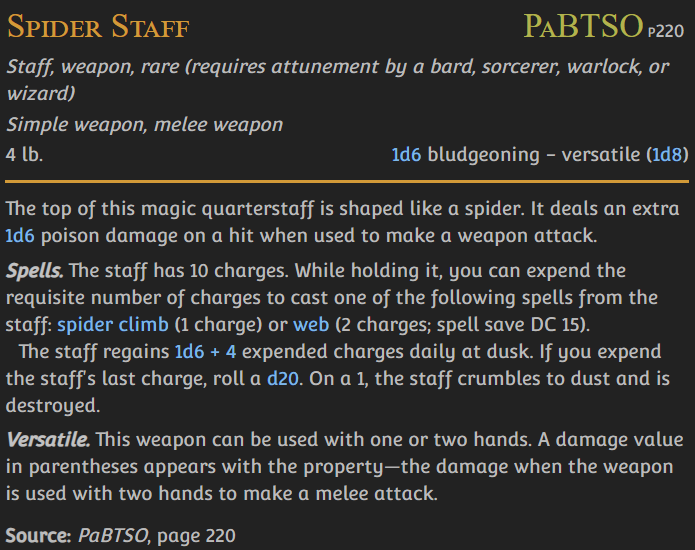 Spider Staff PaBTSO p220
Staff, weapon, rare (requires attunement by a bard, sorcerer, warlock, or
wizard)
Simple weapon, melee weapon
4 lb. 1d6 bludgeoning – versatile (1d8)
The top of this magic quarterstaff is shaped like a spider. It deals an extra
1d6 poison damage on a hit when used to make a weapon attack.
Spells. The staff has 10 charges. While holding it, you can expend the
requisite number of charges to cast one of the following spells from the
staff: spider climb (1 charge) or web (2 charges; spell save DC 15).
The staff regains 1d6 + 4 expended charges daily at dusk. If you expend
the staff's last charge, roll a d20. On a 1, the staff crumbles to dust and is
destroyed.
Versatile. This weapon can be used with one or two hands. A damage value
in parentheses appears with the property—the damage when the weapon
is used with two hands to make a melee attack.
Source: PaBTSO, page 220